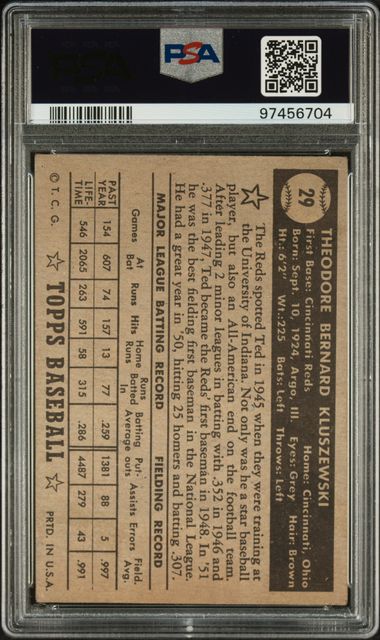 PSA
97456704
29
THEODORE BERNARD KLUSZEWSKI
First Base: Cincinnati Reds Home: Cincinnati, Ohio
Born: Sept. 10, 1924, Argo, Ill. Eyes: Grey Hair: Brown
Ht.: 6'2" Wt.: 225 Bats: Left Throws: Left
The Reds spotted Ted in 1945 when they were training at
the University of Indiana. Not only was he a star baseball
player, but also an All-American end on the football team.
After leading 2 minor leagues in batting with .352 in 1946 and
.377 in 1947, Ted became the Reds' first baseman in 1948. In '51
he was the best fielding first baseman in the National League.
He had a great year in '50, hitting 25 homers and batting .307.
MAJOR LEAGUE BATTING RECORD FIELDING RECORD
Games At Bat Runs Hits Home Runs Runs Batted In Batting Average Put-outs Assists Errors Field. Avg.
PAST YEAR 154 607 74 157 13 77 .259 1381 88 5 .997
LIFE-TIME 546 2065 263 591 58 315 .286 4487 279 43 .991
© T. C. G. TOPPS BASEBALL PRTD. IN U.S.A.